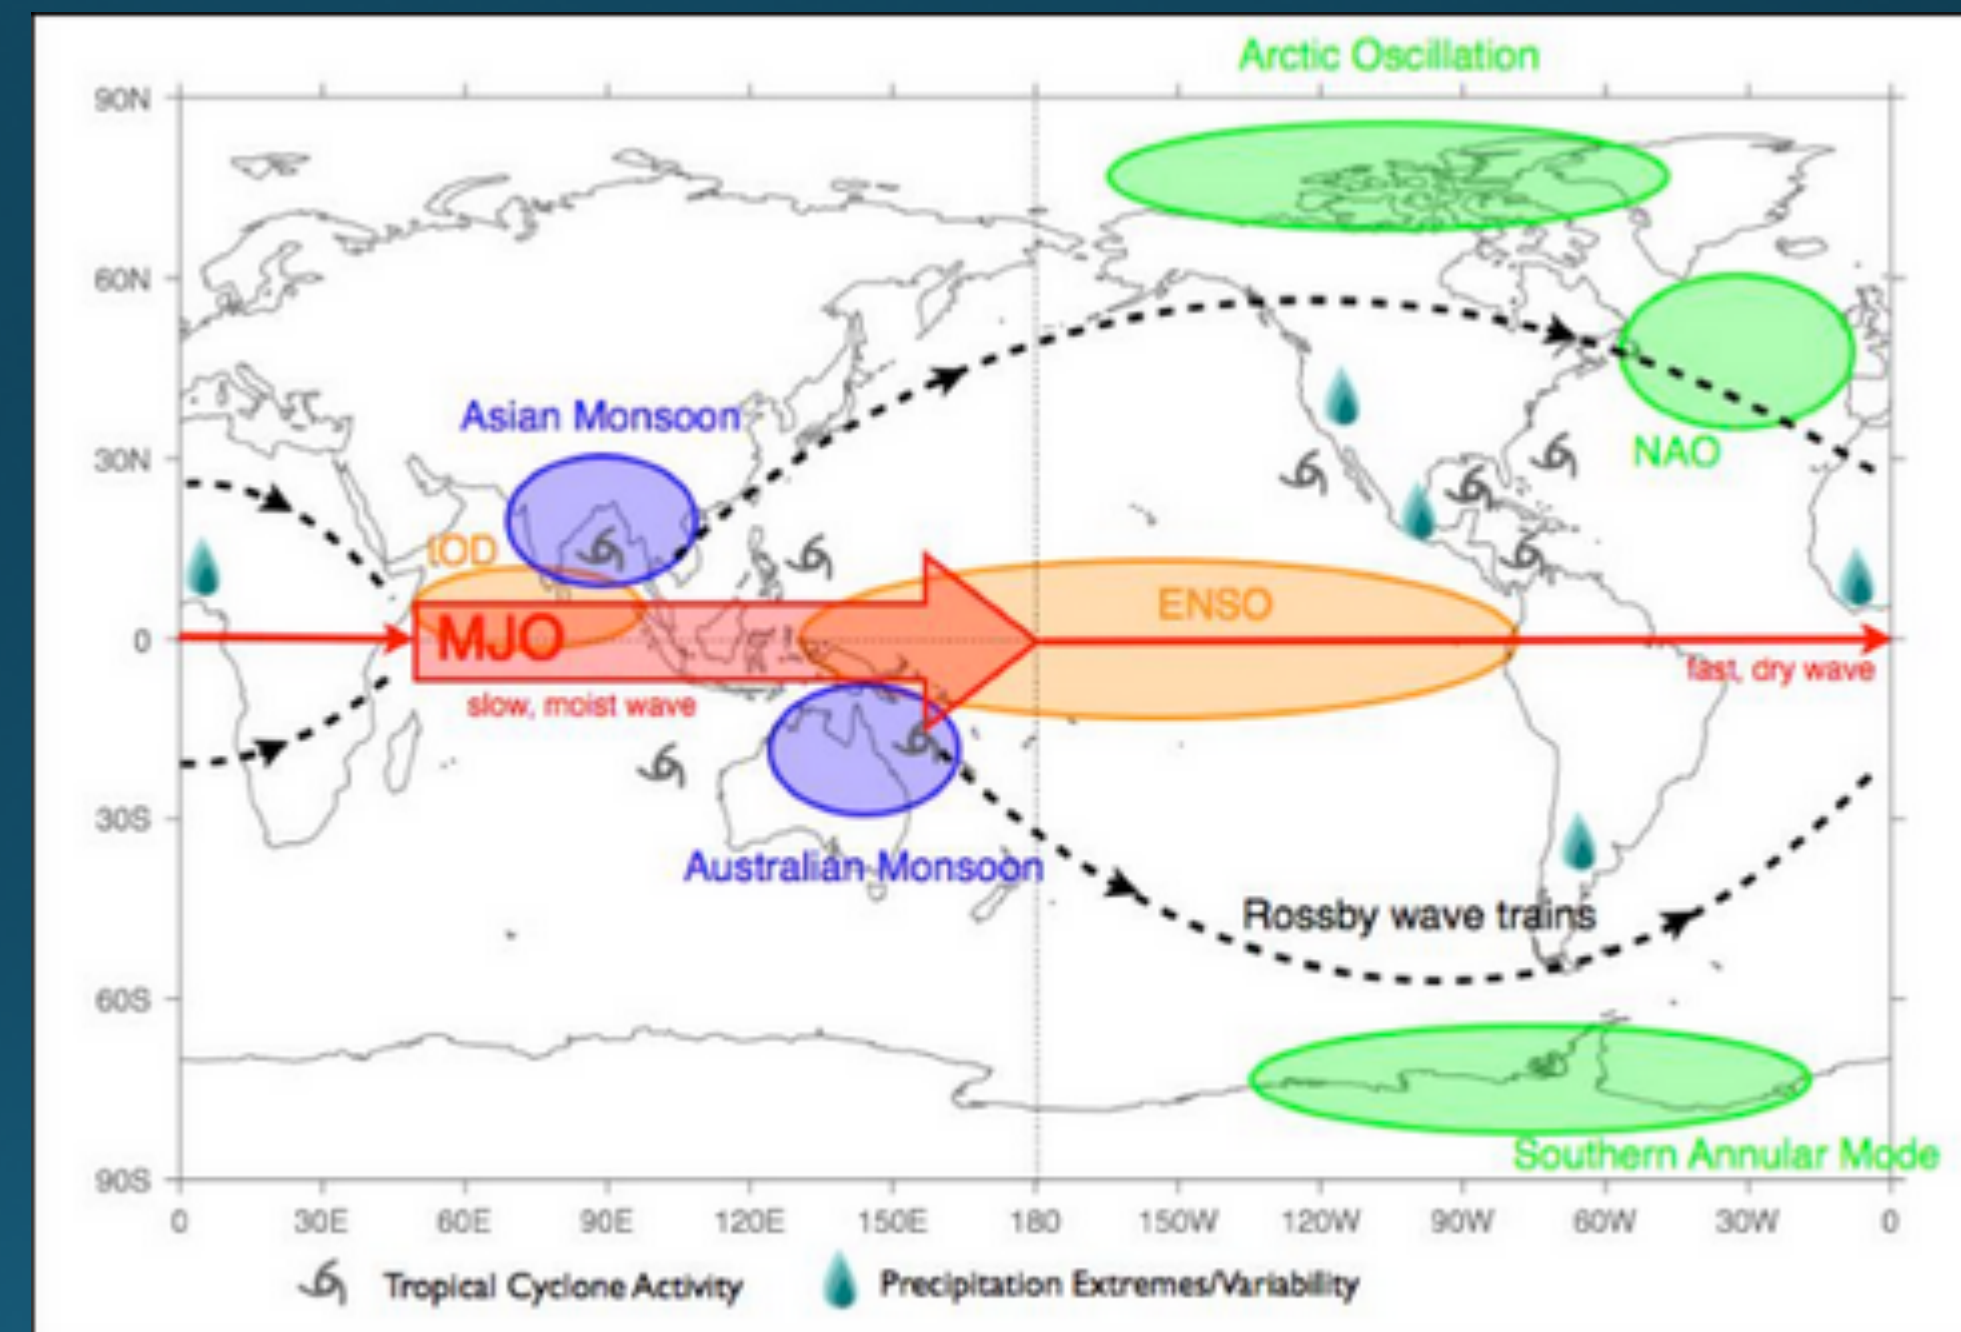 Arctic Oscillation
90N
60N
Asian Monsoon
30N
NAO
IOD
ENSO
MJO
0
fast, dry wave
slow, moist wave
30S
Australian Monsoon
Rossby wave trains
60S
Southern Annular Mode
90S
0 30E 60E 90E 120E 150E 180 150W 120W 90W 60W 30W 0
Tropical Cyclone Activity Precipitation Extremes/Variability